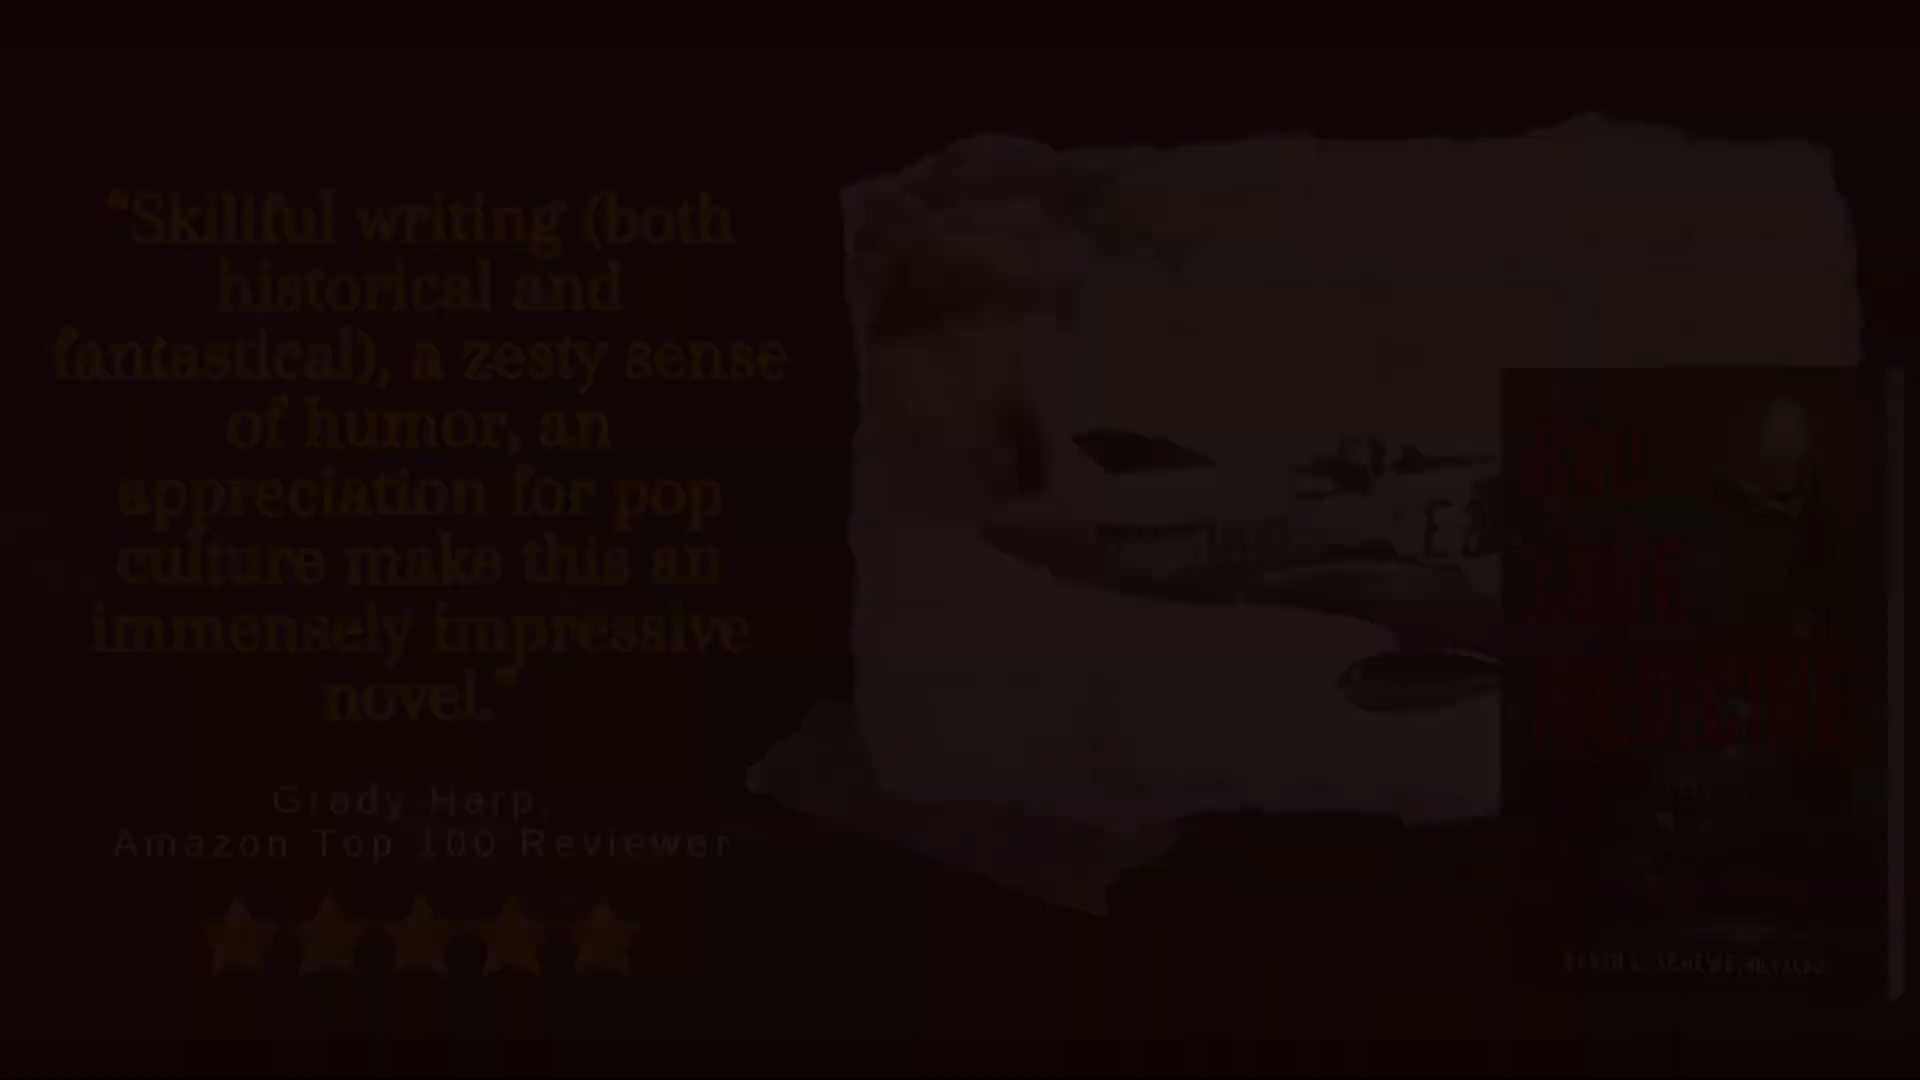 "Skillful writing (both
historical and
fantastical), a zesty sense
of humor, an
appreciation for pop
culture make this an
immensely impressive
novel."
Grady Harp,
Amazon Top 100 Reviewer
BAD
LOVE
MEDICINE